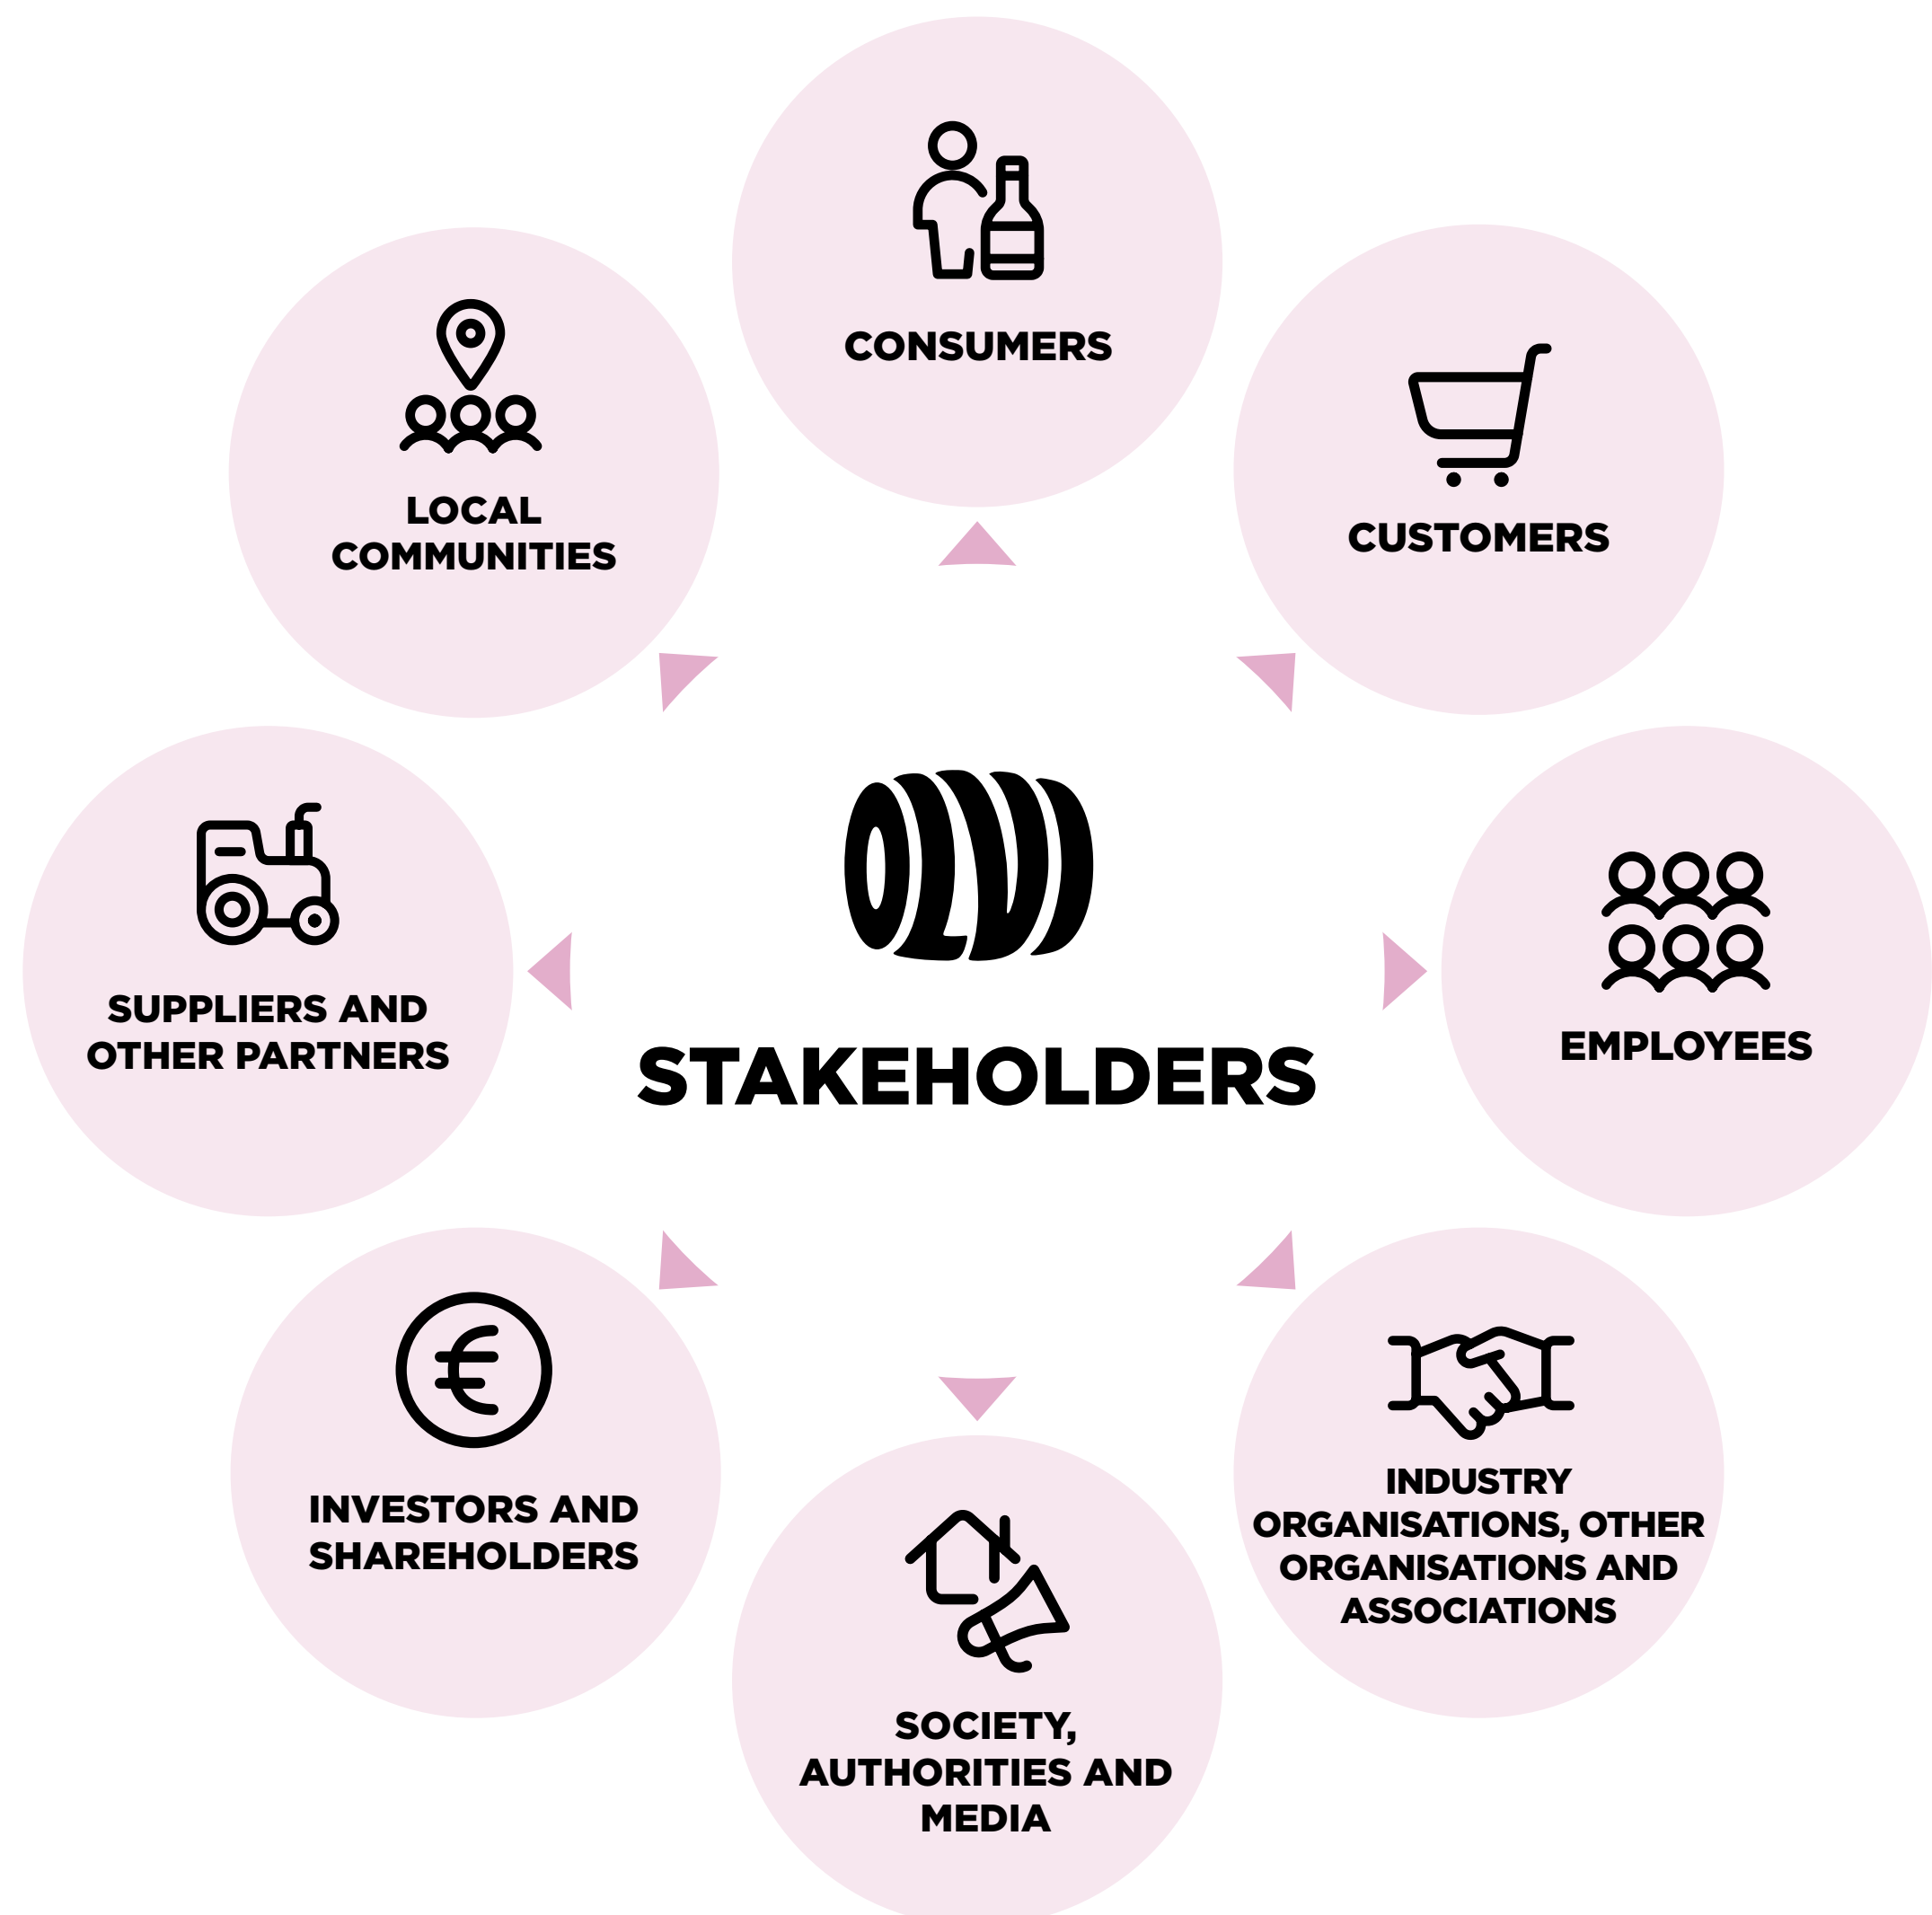 CONSUMERS
CUSTOMERS
EMPLOYEES
INDUSTRY
ORGANISATIONS, OTHER
ORGANISATIONS AND
ASSOCIATIONS
SOCIETY,
AUTHORITIES AND
MEDIA
INVESTORS AND
SHAREHOLDERS
SUPPLIERS AND
OTHER PARTNERS
LOCAL
COMMUNITIES
STAKEHOLDERS